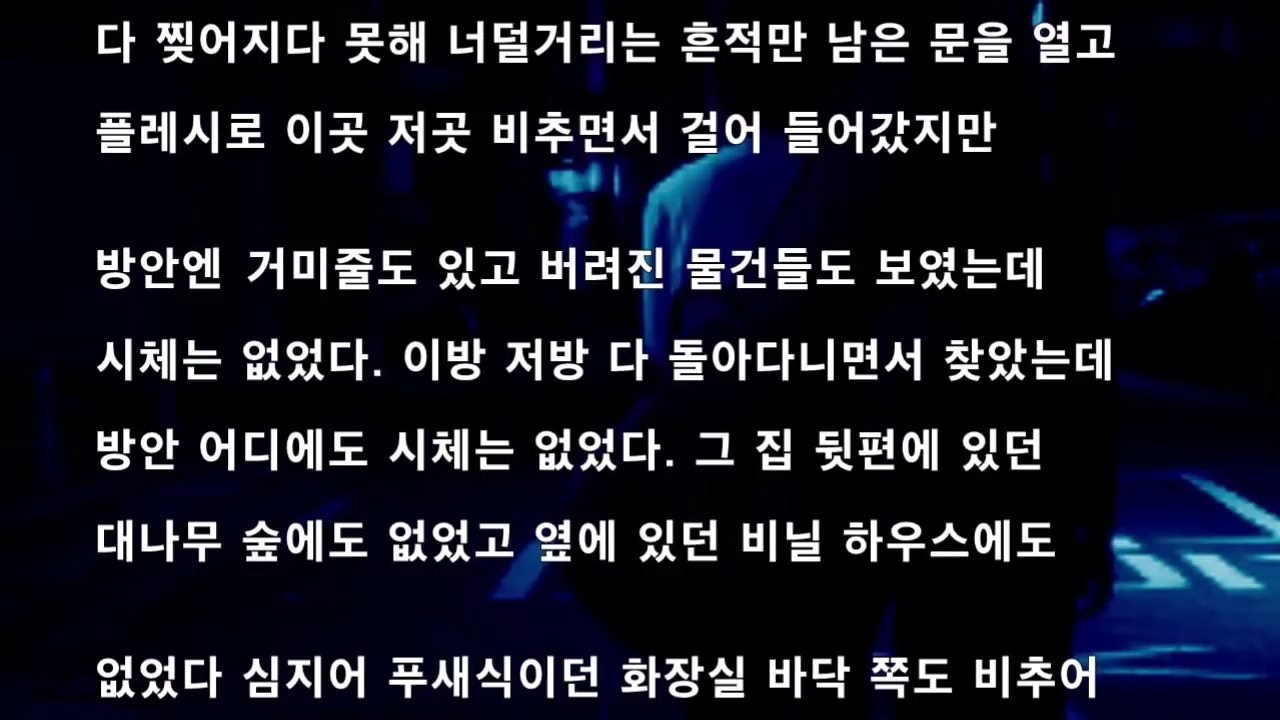 다 찢어지다 못해 너덜거리는 흔적만 남은 문을 열고
플레시로 이곳 저곳 비추면서 걸어 들어갔지만
방안엔 거미줄도 있고 버려진 물건들도 보였는데
시체는 없었다. 이방 저방 다 돌아다니면서 찾았는데
방안 어디에도 시체는 없었다. 그 집 뒷편에 있던
대나무 숲에도 없었고 옆에 있던 비닐 하우스에도
없었다 심지어 푸새식이던 화장실 바닥 쪽도 비추어